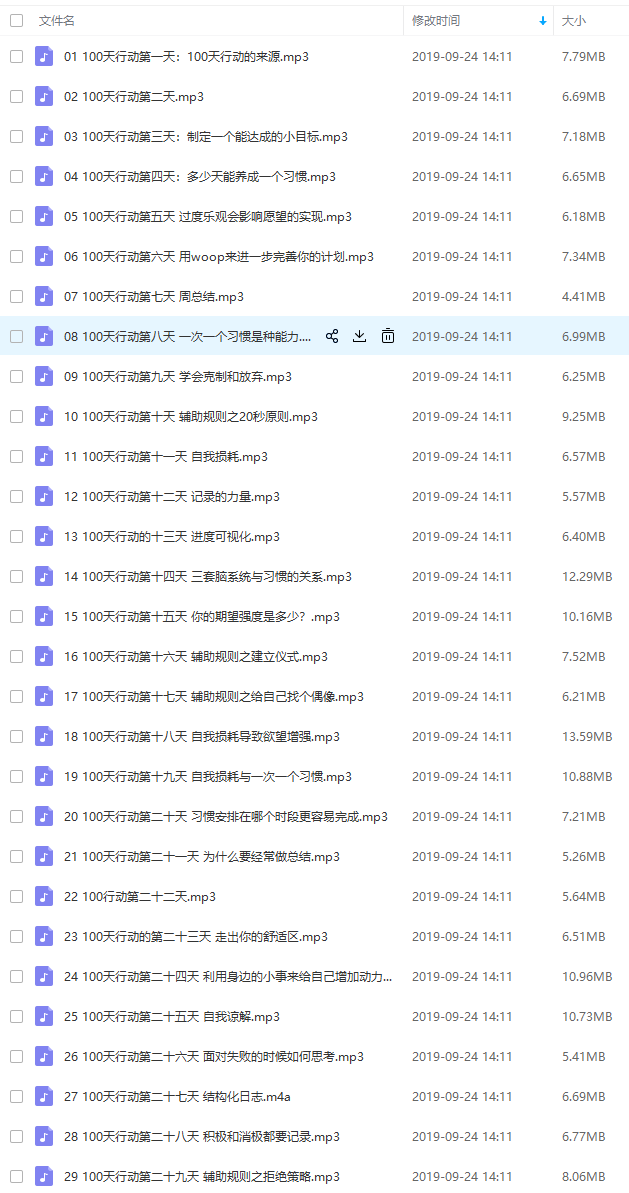 文件名 修改时间 大小
01 100天行动第一天：100天行动的来源.mp3 2019-09-24 14:11 7.79MB
02 100天行动第二天.mp3 2019-09-24 14:11 6.69MB
03 100天行动第三天：制定一个能达成的小目标.mp3 2019-09-24 14:11 7.18MB
04 100天行动第四天：多少天能养成一个习惯.mp3 2019-09-24 14:11 6.65MB
05 100天行动第五天 过度乐观会影响愿望的实现.mp3 2019-09-24 14:11 6.18MB
06 100天行动第六天 用woop来进一步完善你的计划.mp3 2019-09-24 14:11 7.34MB
07 100天行动第七天 周总结.mp3 2019-09-24 14:11 4.41MB
08 100天行动第八天 一次一个习惯是种能力.... 2019-09-24 14:11 6.99MB
09 100天行动第九天 学会克制和放弃.mp3 2019-09-24 14:11 6.25MB
10 100天行动第十天 辅助规则之20秒原则.mp3 2019-09-24 14:11 9.25MB
11 100天行动第十一天 自我损耗.mp3 2019-09-24 14:11 6.57MB
12 100天行动第十二天 记录的力量.mp3 2019-09-24 14:11 5.57MB
13 100天行动的十三天 进度可视化.mp3 2019-09-24 14:11 6.40MB
14 100天行动第十四天 三套脑系统与习惯的关系.mp3 2019-09-24 14:11 12.29MB
15 100天行动第十五天 你的期望强度是多少？.mp3 2019-09-24 14:11 10.16MB
16 100天行动第十六天 辅助规则之建立仪式.mp3 2019-09-24 14:11 7.52MB
17 100天行动第十七天 辅助规则之给自己找个偶像.mp3 2019-09-24 14:11 6.21MB
18 100天行动第十八天 自我损耗导致欲望增强.mp3 2019-09-24 14:11 13.59MB
19 100天行动第十九天 自我损耗与一次一个习惯.mp3 2019-09-24 14:11 10.88MB
20 100天行动第二十天 习惯安排在哪个时段更容易完成.mp3 2019-09-24 14:11 7.21MB
21 100天行动第二十一天 为什么要经常做总结.mp3 2019-09-24 14:11 5.26MB
22 100行动第二十二天.mp3 2019-09-24 14:11 5.64MB
23 100天行动的第二十三天 走出你的舒适区.mp3 2019-09-24 14:11 6.51MB
24 100天行动第二十四天 利用身边的小事来给自己增加动力... 2019-09-24 14:11 10.96MB
25 100天行动第二十五天 自我谅解.mp3 2019-09-24 14:11 10.73MB
26 100天行动第二十六天 面对失败的时候如何思考.mp3 2019-09-24 14:11 5.41MB
27 100天行动第二十七天 结构化日志.m4a 2019-09-24 14:11 6.69MB
28 100天行动第二十八天 积极和消极都要记录.mp3 2019-09-24 14:11 6.77MB
29 100天行动第二十九天 辅助规则之拒绝策略.mp3 2019-09-24 14:11 8.06MB